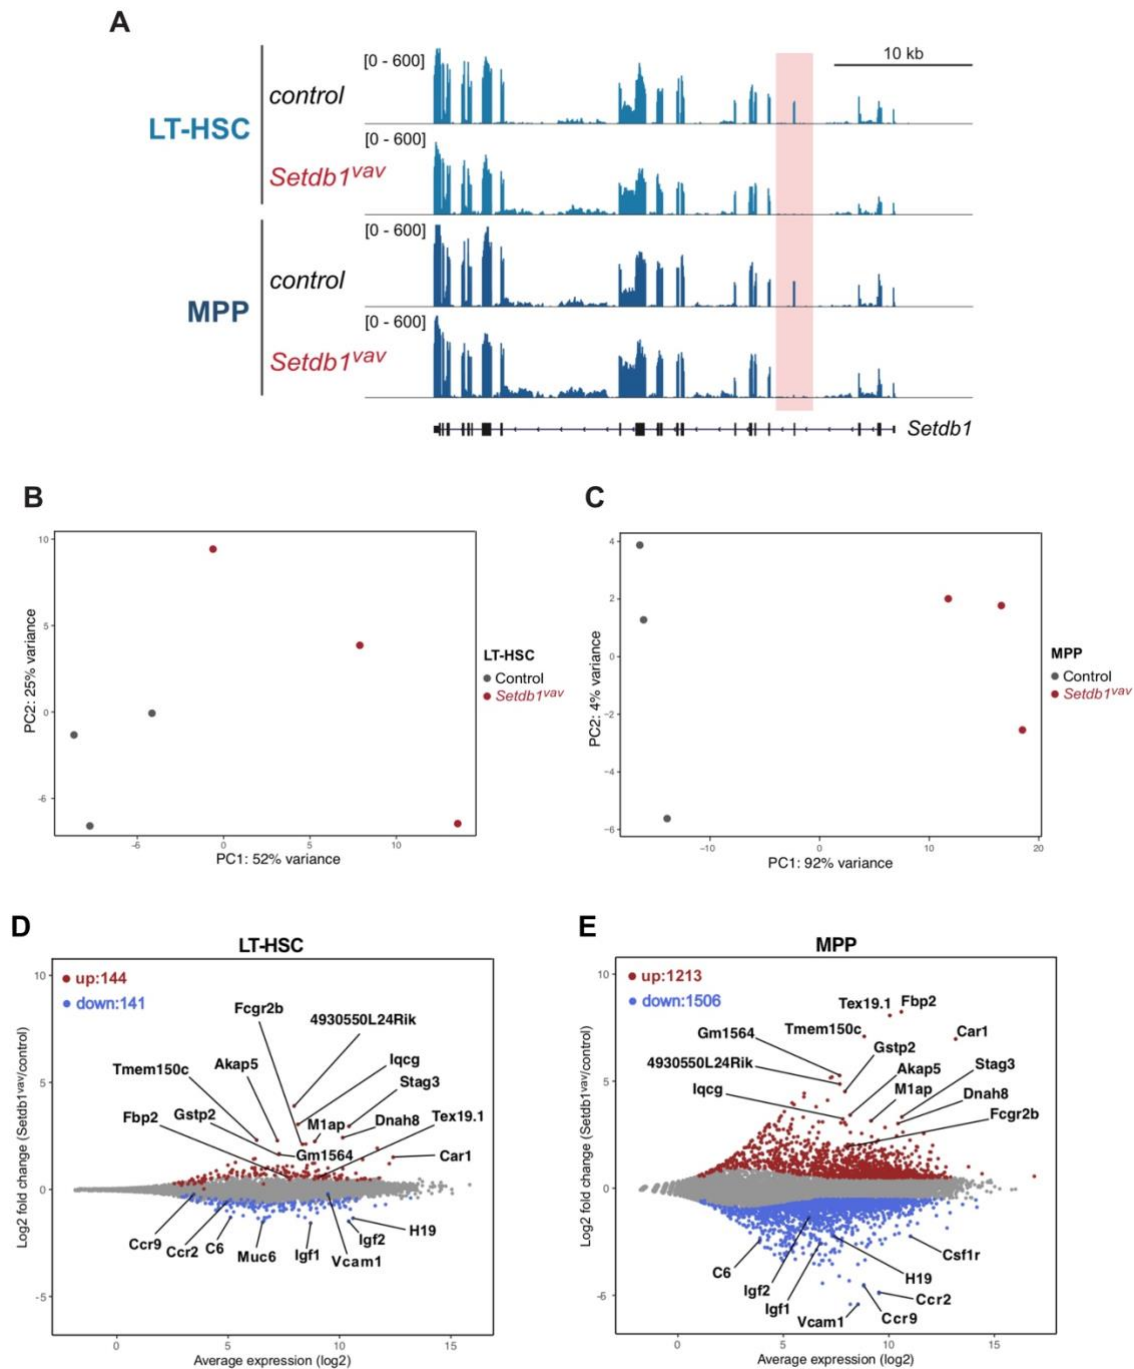 A
10 kb
[0 - 600]
control
LT-HSC
[0 - 600]
Setdb1vav
[0 - 600]
control
MPP
[0 - 600]
Setdb1vav
Setdb1
B
10
5
0
-6
PC2: 25% variance
-6
0
5
10
PC1: 52% variance
LT-HSC
Control
Setdb1vav
C
4
2
0
−2
−4
−6
PC2: 4% variance
−10
0
10
20
PC1: 92% variance
MPP
Control
Setdb1vav
D
LT-HSC
up:144
down:141
10
5
0
-5
Log2 fold change (Setdb1vav/control)
Fcgr2b
4930550L24Rik
Akap5
Iqcg
Tmem150c
Stag3
Fbp2
Gstp2
M1ap
Dnah8
Tex19.1
Gm1564
Car1
Ccr9
Ccr2
C6
Muc6
Igf1
Igf2
H19
Vcam1
0
5
10
15
Average expression (log2)
E
MPP
up:1213
down:1506
10
5
0
-6
Log2 fold change (Setdb1vav/control)
Tex19.1
Fbp2
Gm1564
Tmem150c
Car1
Gstp2
4930550L24Rik
Akap5
Stag3
Iqcg
M1ap
Dnah8
Fcgr2b
C6
Igf2
Igf1
Vcam1
Csf1r
H19
Ccr2
Ccr9
0
5
10
15
Average expression (log2)